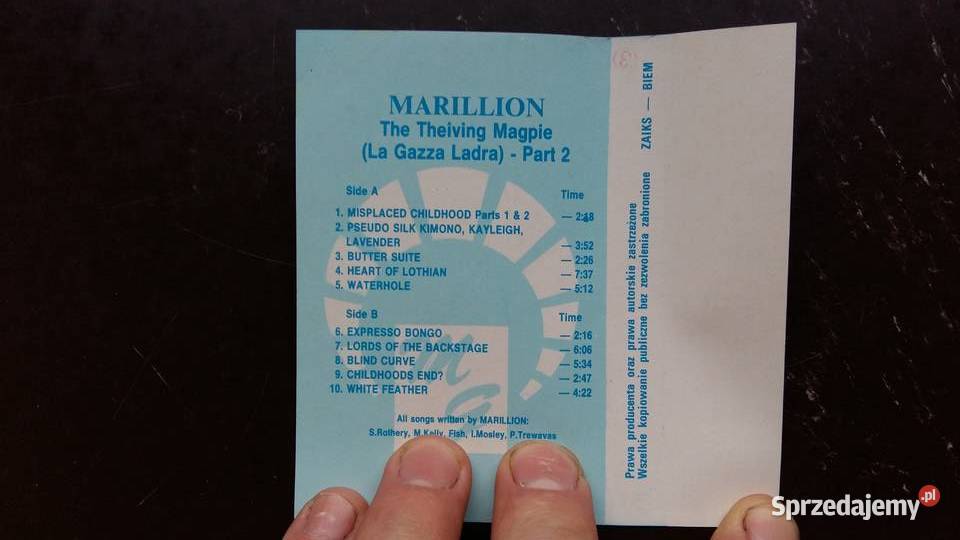 MARILLION
The Theiving Magpie
(La Gazza Ladra) - Part 2
Side A Time
1. MISPLACED CHILDHOOD Parts 1 & 2 — 2:48
2. PSEUDO SILK KIMONO, KAYLEIGH,
LAVENDER — 3:52
3. BUTTER SUITE — 2:26
4. HEART OF LOTHIAN — 7:37
5. WATERHOLE — 5:12
Side B Time
6. EXPRESSO BONGO — 2:16
7. LORDS OF THE BACKSTAGE — 6:06
8. BLIND CURVE — 5:34
9. CHILDHOODS END? — 2:47
10. WHITE FEATHER — 4:22
All songs written by MARILLION:
S.Rothery, M.Kelly, Fish, I.Mosley, P.Trewavas
Prawa producenta oraz prawa autorskie zastrzeżone
Wszelkie kopiowanie publiczne bez zezwolenia zabronione ZAIKS — BIEM
Sprzedajemy.pl